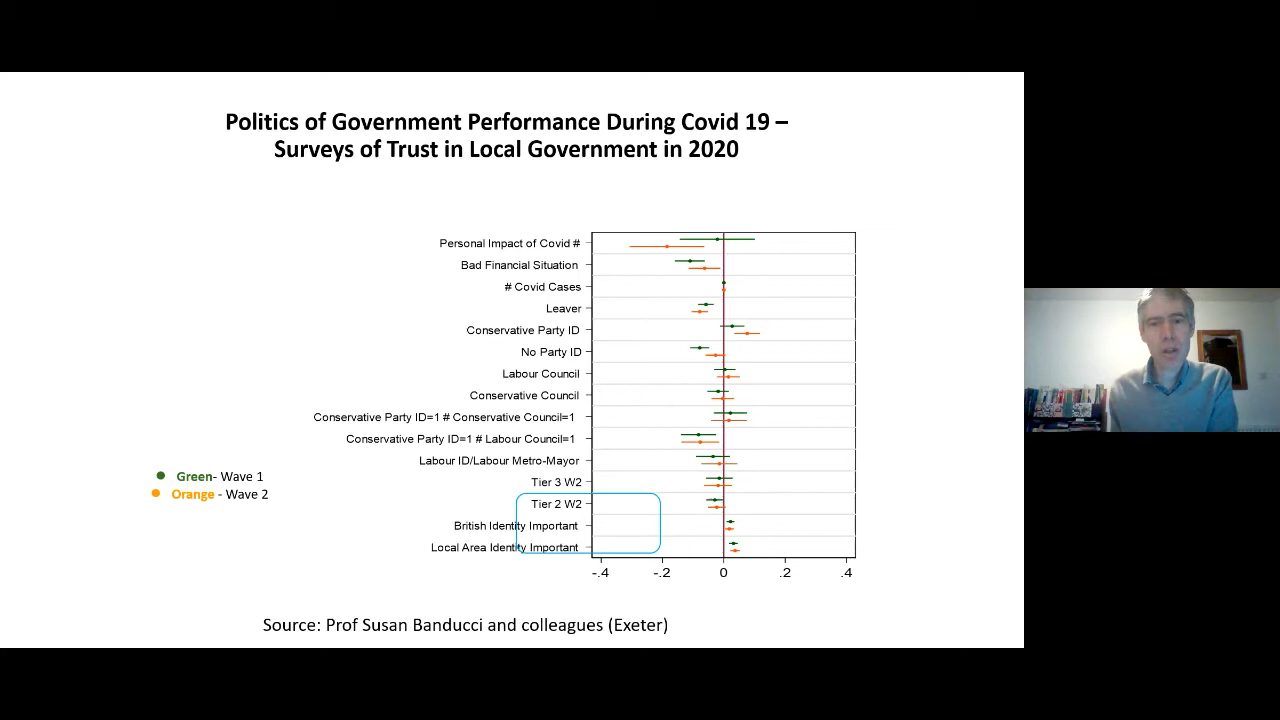 Politics of Government Performance During Covid 19 –
Surveys of Trust in Local Government in 2020
Personal Impact of Covid #
Bad Financial Situation
# Covid Cases
Leaver
Conservative Party ID
No Party ID
Labour Council
Conservative Council
Conservative Party ID=1 # Conservative Council=1
Conservative Party ID=1 # Labour Council=1
Labour ID/Labour Metro-Mayor
Tier 3 W2
Tier 2 W2
British Identity Important
Local Area Identity Important
-.4 -.2 0 .2 .4
Green- Wave 1
Orange - Wave 2
Source: Prof Susan Banducci and colleagues (Exeter)